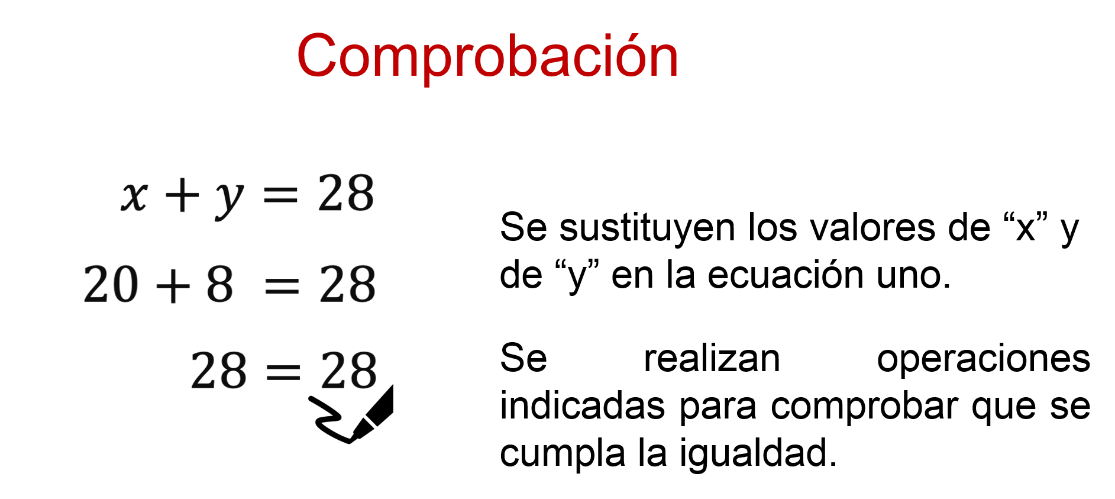 Comprobación
x + y = 28
20 + 8 = 28
28 = 28
Se sustituyen los valores de “x” y
de “y” en la ecuación uno.
Se realizan operaciones
indicadas para comprobar que se
cumpla la igualdad.